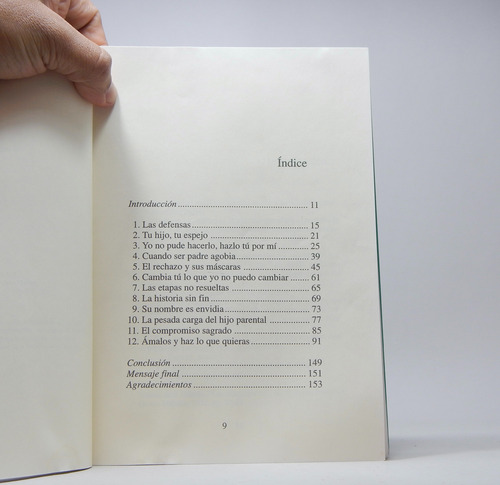 Índice
Introducción ........................................ 11
1. Las defensas ........................................ 15
2. Tu hijo, tu espejo ........................................ 21
3. Yo no pude hacerlo, hazlo tú por mí ............ 25
4. Cuando ser padre agobia ........................ 39
5. El rechazo y sus máscaras ........................ 45
6. Cambia tú lo que yo no puedo cambiar ....... 61
7. Las etapas no resueltas ............................ 65
8. La historia sin fin .................................... 69
9. Su nombre es envidia .............................. 73
10. La pesada carga del hijo parental ............ 77
11. El compromiso sagrado ........................... 85
12. Ámalos y haz lo que quieras .................... 91
Conclusión ........................................ 149
Mensaje final ........................................ 151
Agradecimientos ........................................ 153
9